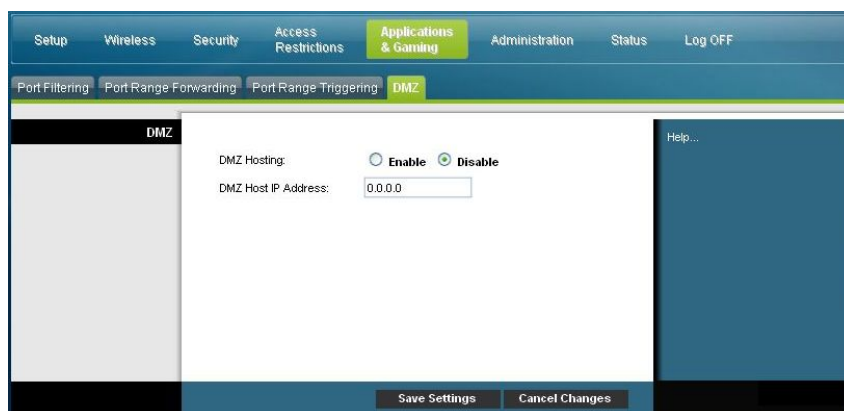 Setup Wireless Security Access Restrictions Applications & Gaming Administration Status Log OFF
Port Filtering Port Range Forwarding Port Range Triggering DMZ
DMZ
Help...
DMZ Hosting: Enable Disable
DMZ Host IP Address: 0.0.0.0
Save Settings Cancel Changes